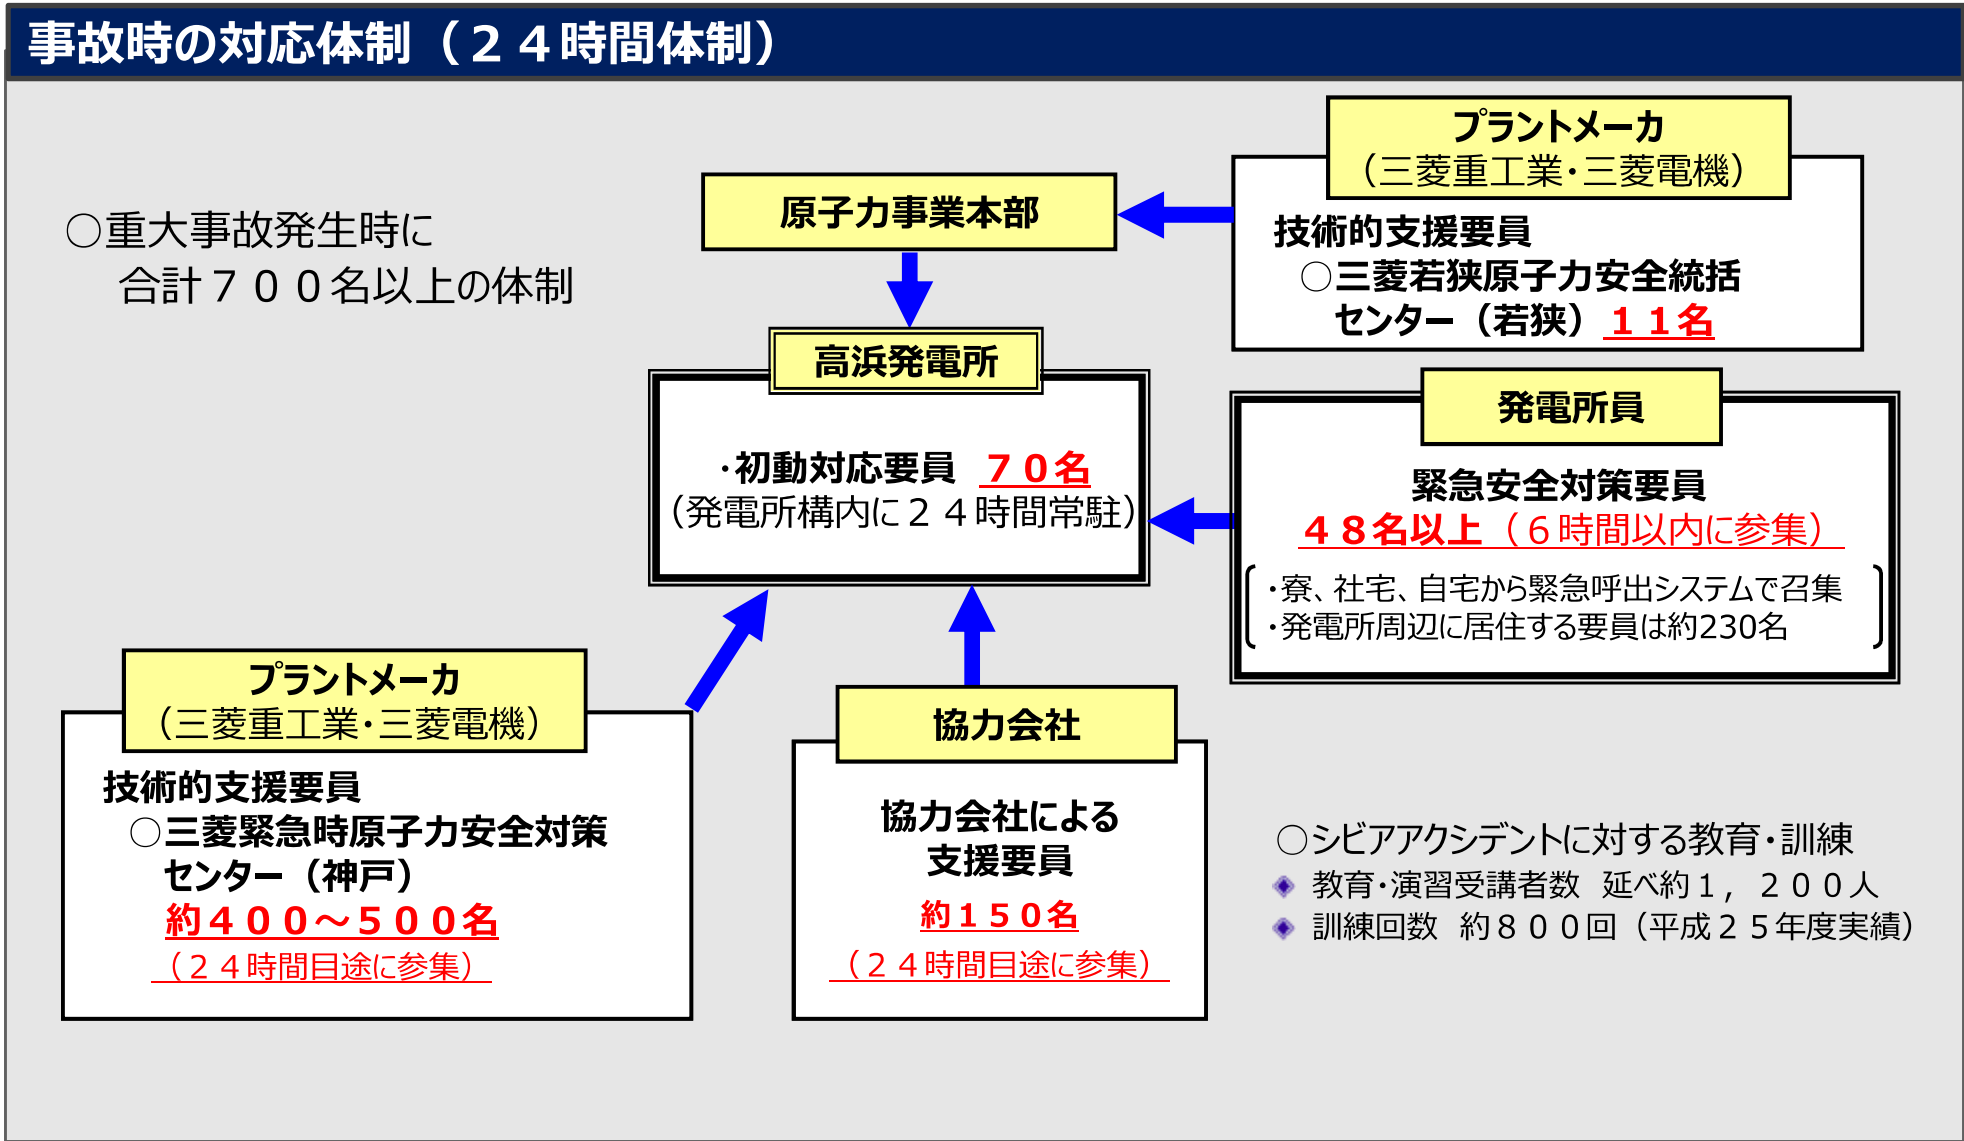 事故時の対応体制（２４時間体制）
○重大事故発生時に
合計７００名以上の体制
原子力事業本部
プラントメーカ
（三菱重工業・三菱電機）
技術的支援要員
○三菱若狭原子力安全統括
センター（若狭）１１名
高浜発電所
・初動対応要員　７０名
（発電所構内に２４時間常駐）
発電所員
緊急安全対策要員
４８名以上（６時間以内に参集）
・寮、社宅、自宅から緊急呼出システムで召集
・発電所周辺に居住する要員は約230名
プラントメーカ
（三菱重工業・三菱電機）
技術的支援要員
○三菱緊急時原子力安全対策
センター（神戸）
約４００～５００名
（２４時間目途に参集）
協力会社
協力会社による
支援要員
約１５０名
（２４時間目途に参集）
○シビアアクシデントに対する教育・訓練
教育・演習受講者数　延べ約１，２００人
訓練回数　約８００回（平成２５年度実績）